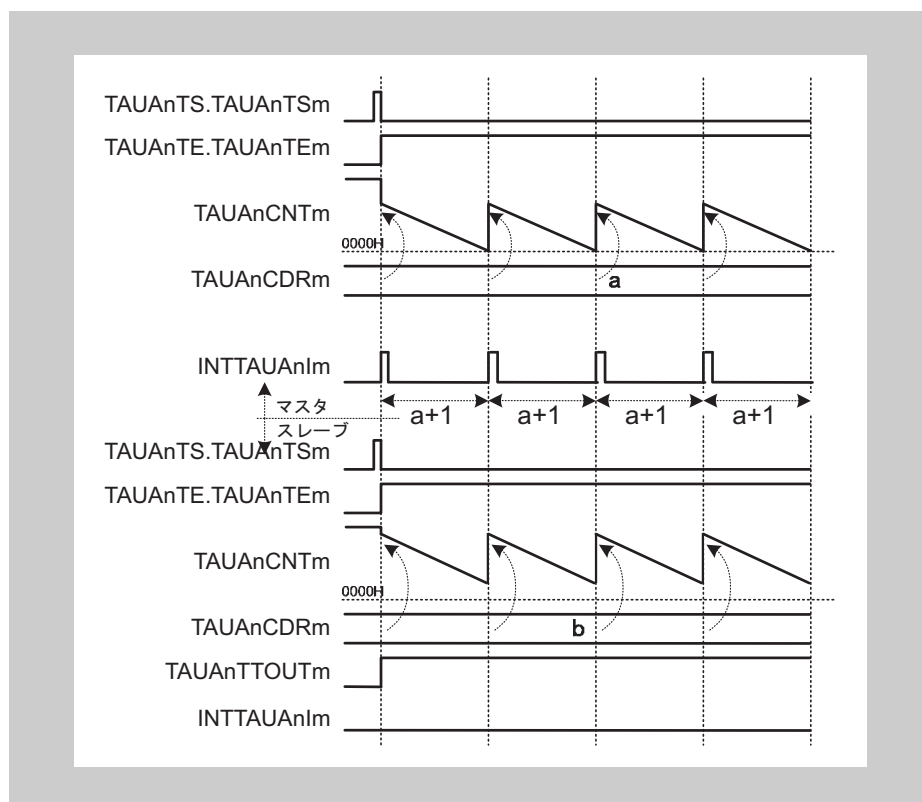 TAUAnTS.TAUAnTSm
TAUAnTE.TAUAnTEm
TAUAnCNTm
0000H
TAUAnCDRm
a
INTTAUAnIm
a+1 a+1 a+1 a+1
マスタ
スレーブ
TAUAnTS.TAUAnTSm
TAUAnTE.TAUAnTEm
TAUAnCNTm
0000H
TAUAnCDRm
b
TAUAnTTOUTm
INTTAUAnIm